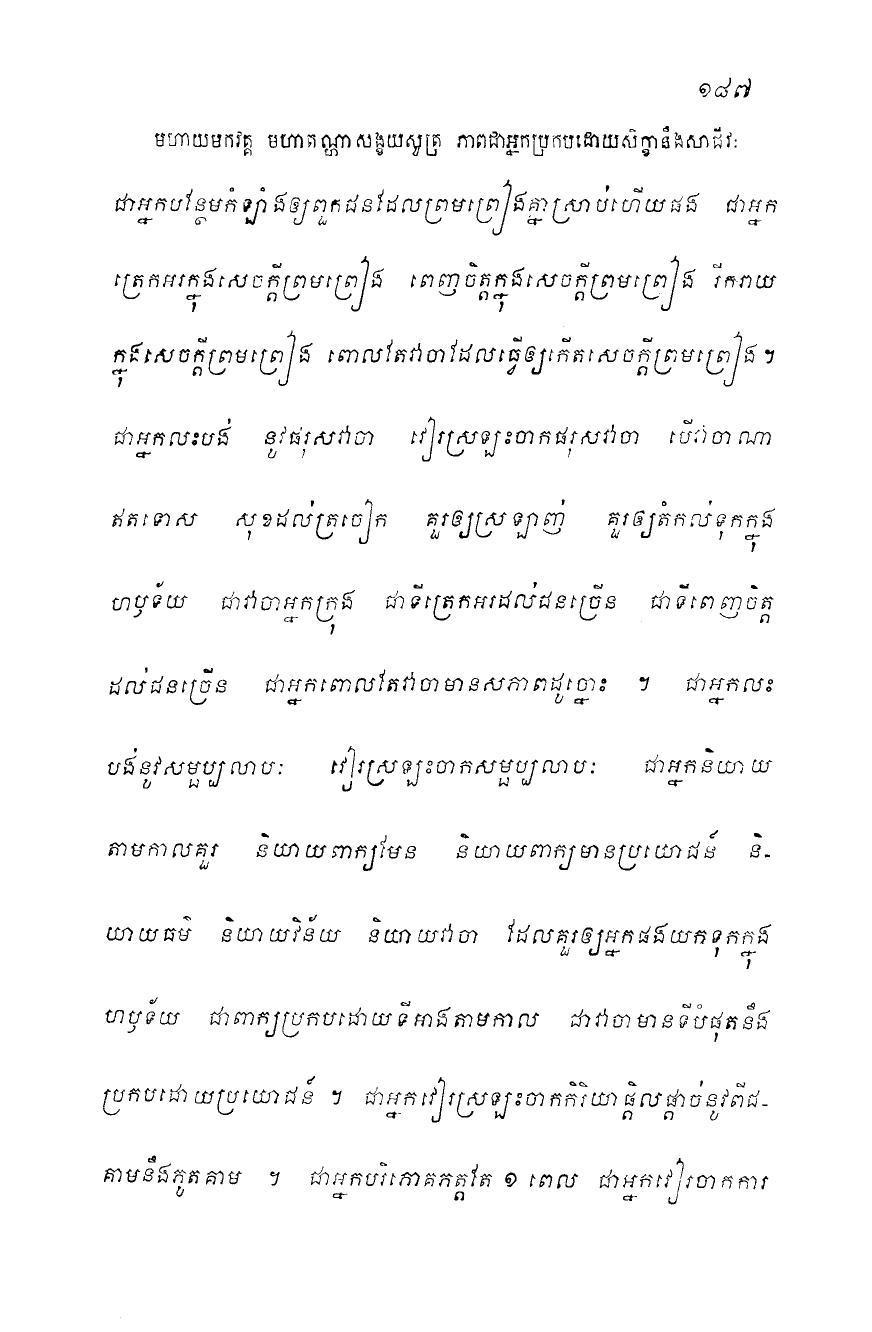 ១៨៧
មហាយមកវគ្គ មហាតណ្ហាសង្ខយសូត្រ ភាពជាអ្នកប្រកបដោយសិក្ខានឹងសាជីវៈ
ជាអ្នកបន្ថែមកំឡាំងឲ្យពួកជនដែលព្រមព្រៀងគ្នាស្រាប់ហើយផង ជាអ្នក
ត្រេកអរក្នុងសេចក្តីព្រមព្រៀង ពេញចិត្តក្នុងសេចក្តីព្រមព្រៀង រីករាយ
ក្នុងសេចក្តីព្រមព្រៀង ពោលតែវាចាដែលធ្វើឲ្យកើតសេចក្តីព្រមព្រៀង។
ជាអ្នកលះបង់ នូវផរុសវាចា វៀរស្រឡះចាកផរុសវាចា បើវាចាណា
ឥតទោស សុខដល់ត្រចៀក គួរឲ្យស្រឡាញ់ គួរឲ្យតំកល់ទុកក្នុង
ហឫទ័យ ជាវាចាអ្នកក្រុង ជាទីត្រេកអរដល់ជនច្រើន ជាទីពេញចិត្ត
ដល់ជនច្រើន ជាអ្នកពោលតែវាចាមានសភាពដូច្នោះ ។ ជាអ្នកលះ
បង់នូវសម្ផប្បលាបៈ វៀរស្រឡះចាកសម្ផប្បលាបៈ ជាអ្នកនិយាយ
តាមកាលគួរ និយាយពាក្យមែន និយាយពាក្យមានប្រយោជន៍ និ-
យាយធម៌ និយាយវិន័យ និយាយវាចា ដែលគួរឲ្យអ្នកផងយកទុកក្នុង
ហឫទ័យ ជាពាក្យប្រកបដោយទីអាងតាមកាល ជាវាចាមានទីបំផុតនឹង
ប្រកបដោយប្រយោជន៍ ។ ជាអ្នកវៀរស្រឡះចាកកិរិយាផ្តិលផ្តាច់នូវពីជ-
គាមនឹងភូតគាម ។ ជាអ្នកបរិភោគភត្តតែ ១ ពេល ជាអ្នកវៀរចាកការ